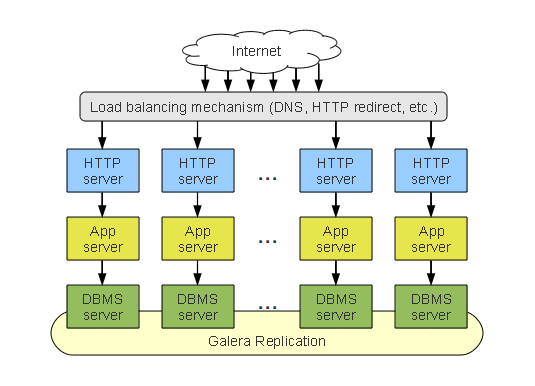 Internet
Load balancing mechanism (DNS, HTTP redirect, etc.)
HTTP server
HTTP server
...
HTTP server
HTTP server
App server
App server
...
App server
App server
DBMS server
DBMS server
...
DBMS server
DBMS server
Galera Replication